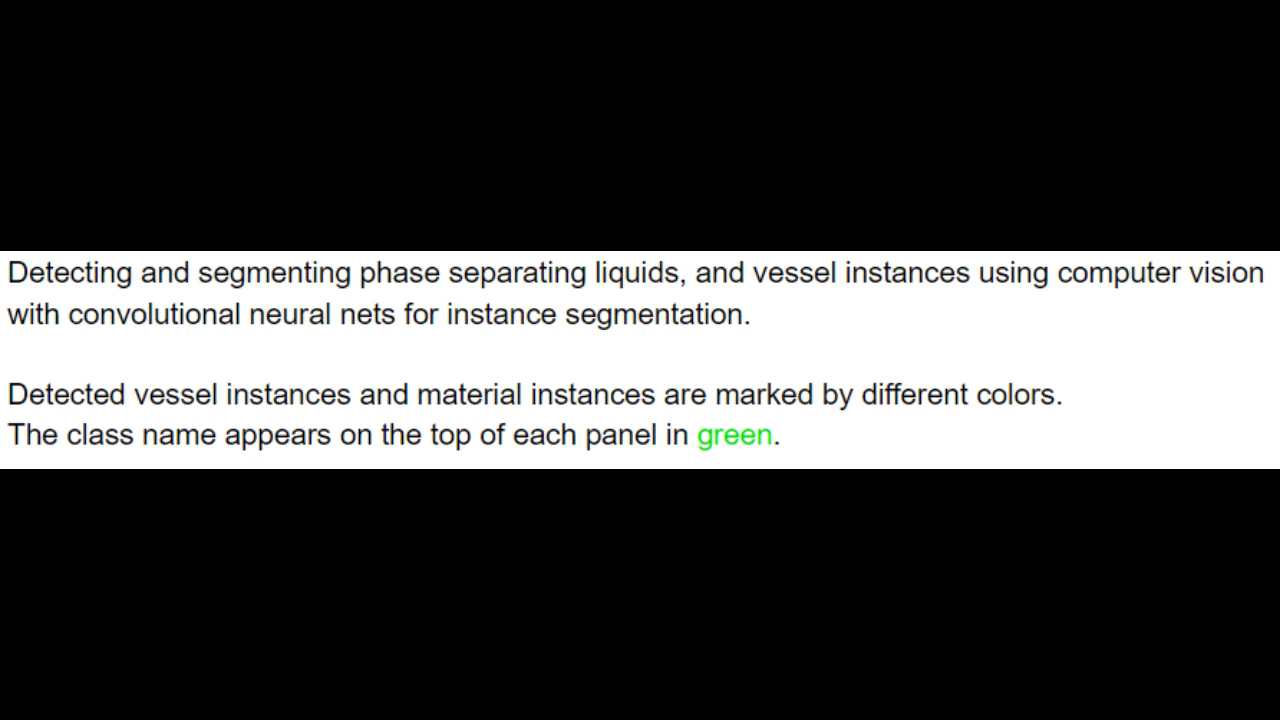 Detecting and segmenting phase separating liquids, and vessel instances using computer vision
with convolutional neural nets for instance segmentation.
Detected vessel instances and material instances are marked by different colors.
The class name appears on the top of each panel in green.